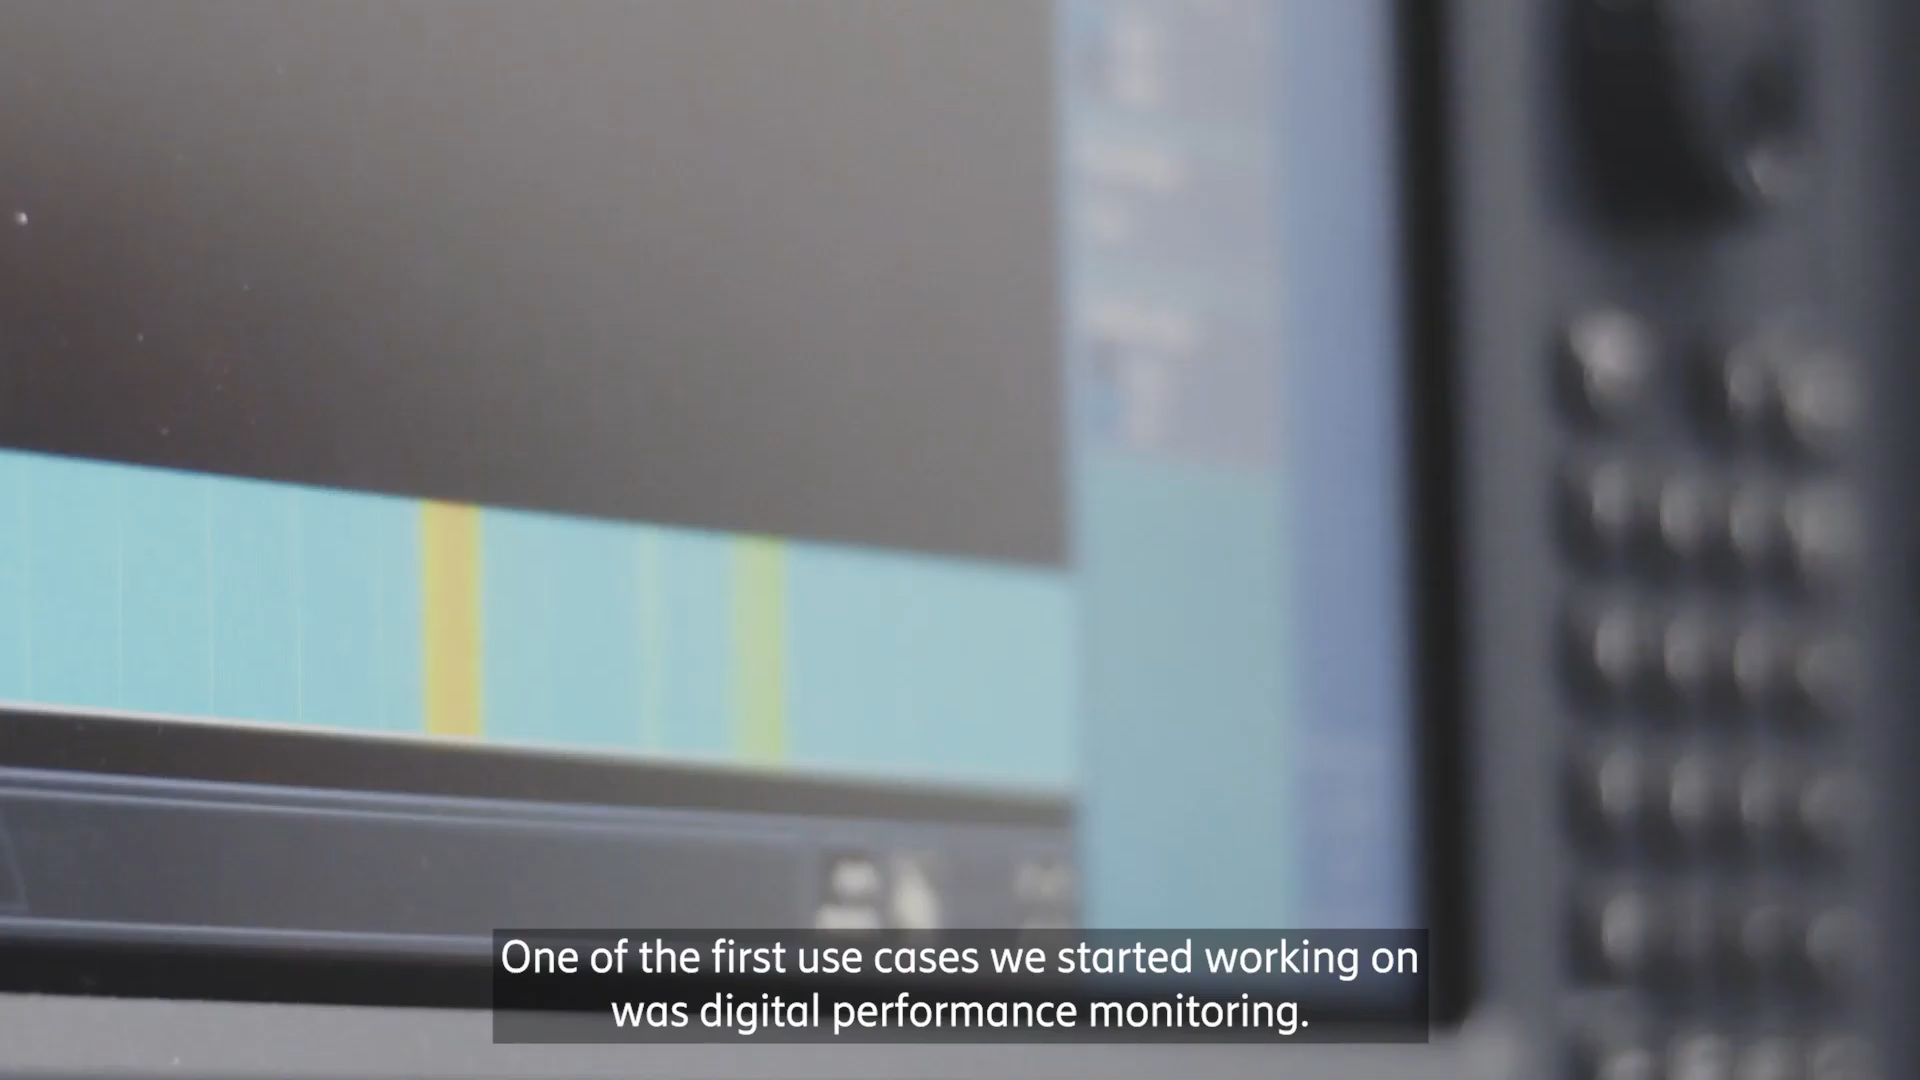 One of the first use cases we started working on
was digital performance monitoring.